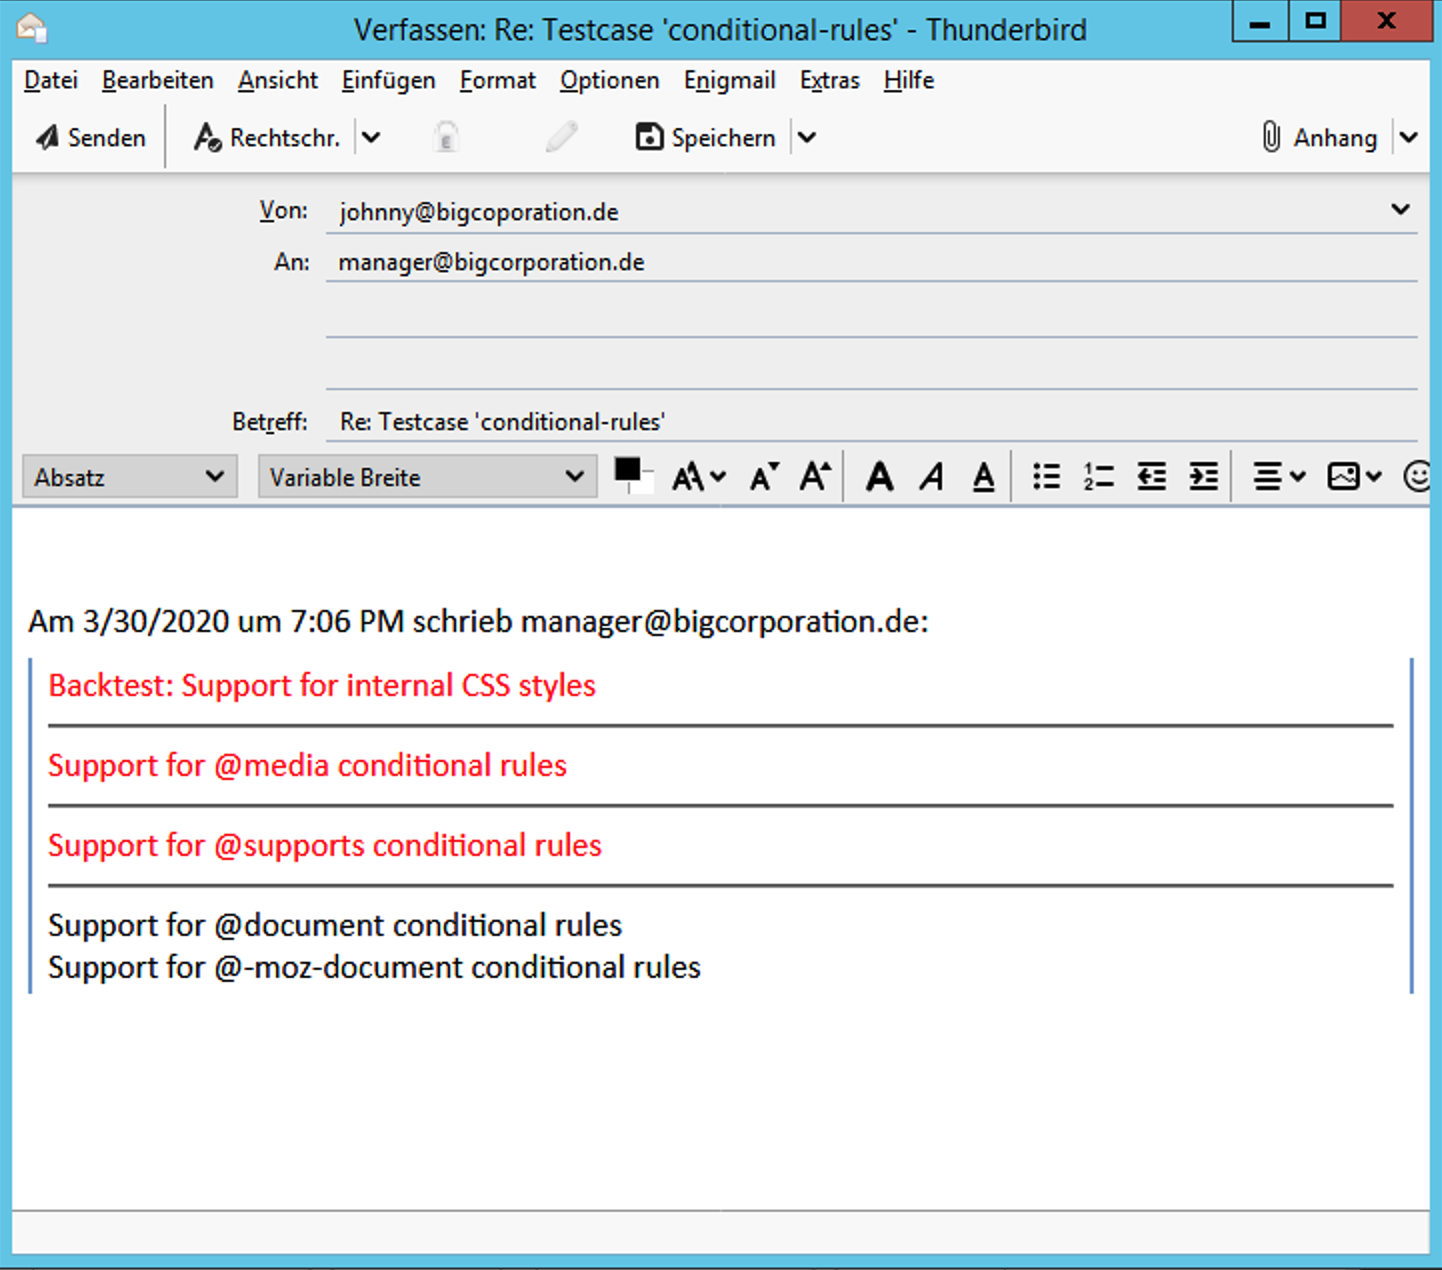 Verfassen: Re: Testcase 'conditional-rules' - Thunderbird
Datei Bearbeiten Ansicht Einfügen Format Optionen Enigmail Extras Hilfe
Senden Rechtschr. Speichern Anhang
Von: johnny@bigcoporation.de
An: manager@bigcorporation.de
Betreff: Re: Testcase 'conditional-rules'
Absatz Variable Breite
Am 3/30/2020 um 7:06 PM schrieb manager@bigcorporation.de:
Backtest: Support for internal CSS styles
Support for @media conditional rules
Support for @supports conditional rules
Support for @document conditional rules
Support for @-moz-document conditional rules